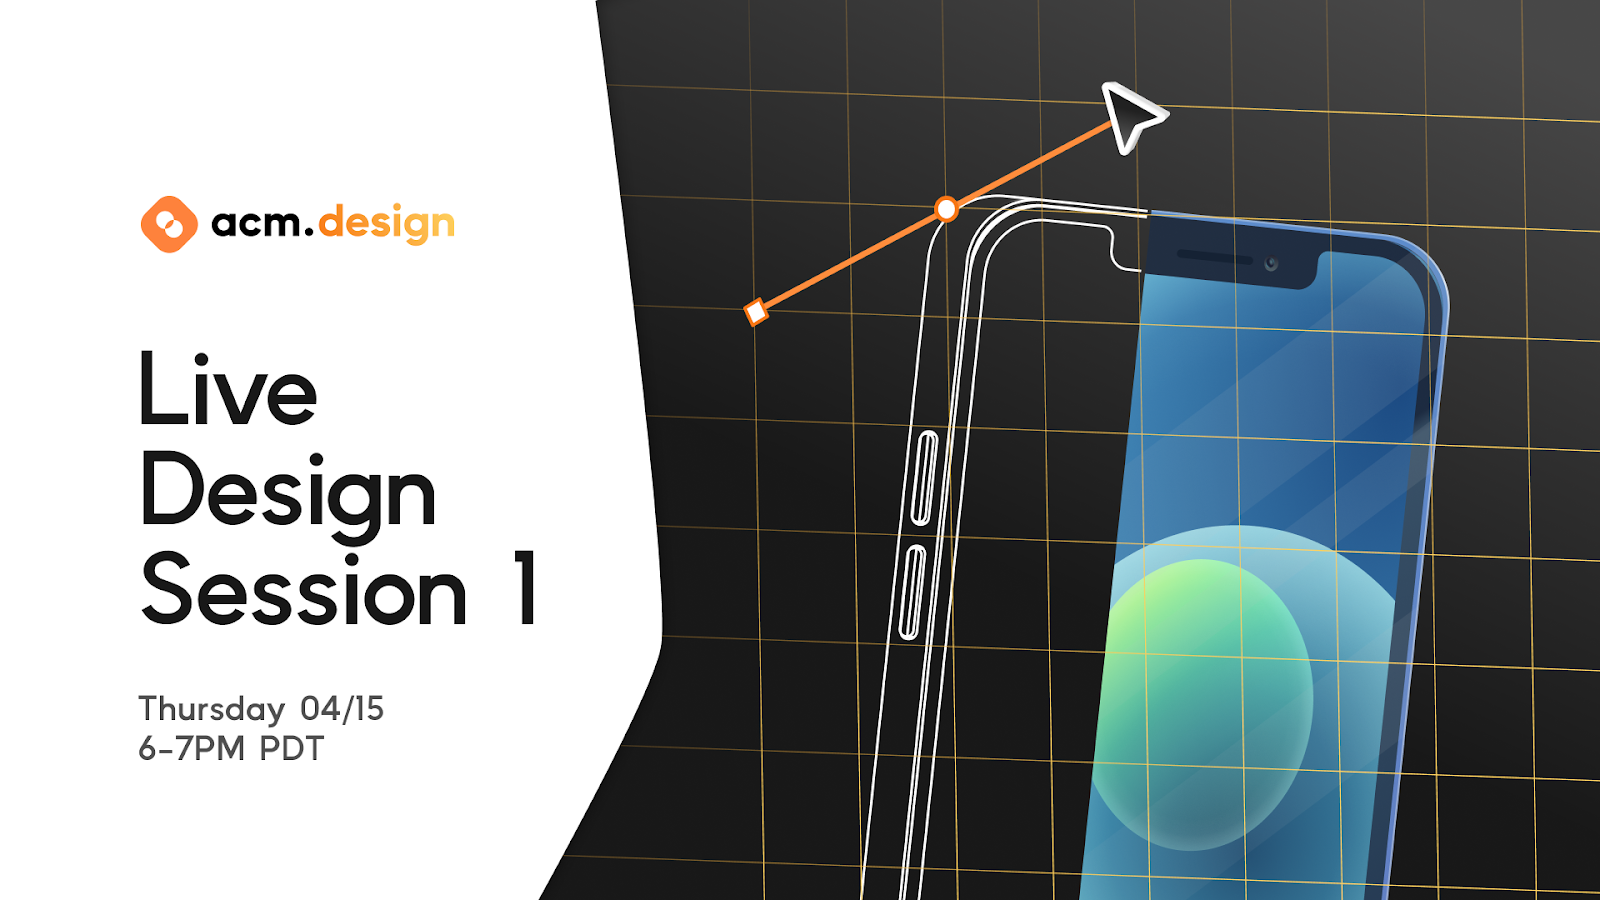 acm.design
Live
Design
Session 1
Thursday 04/15
6-7PM PDT